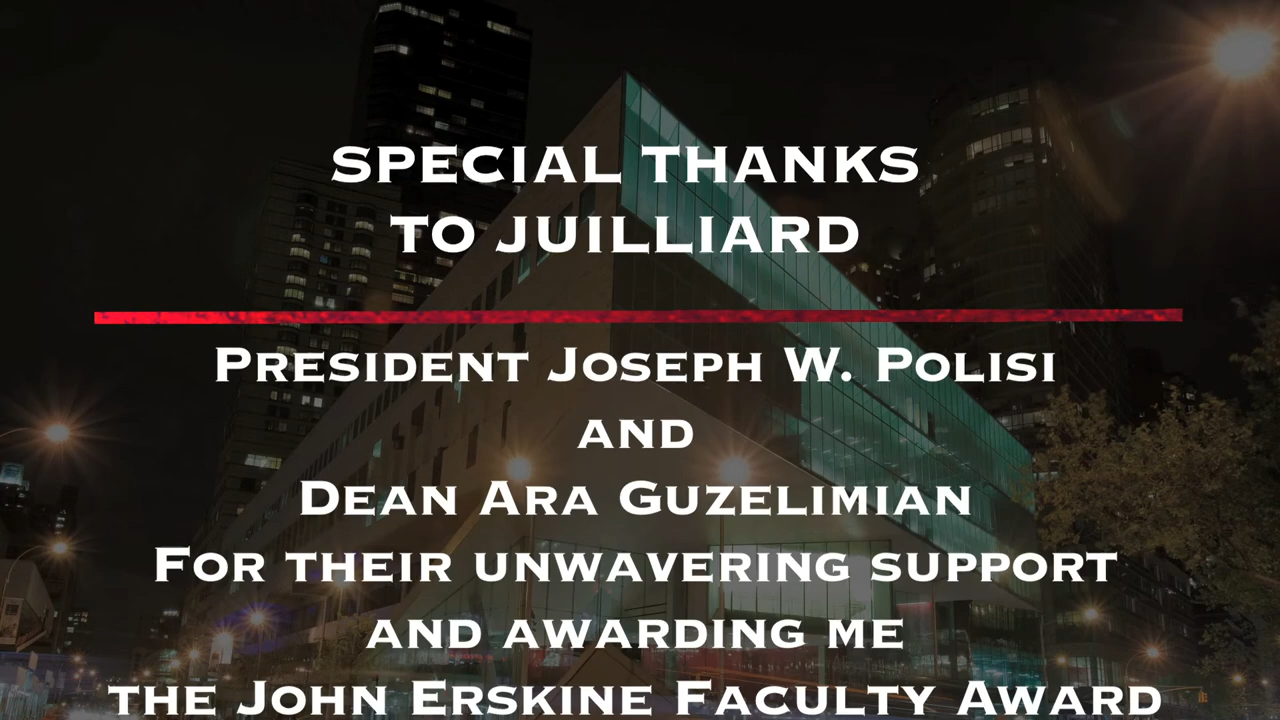 SPECIAL THANKS
TO JUILLIARD
PRESIDENT JOSEPH W. POLISI
AND
DEAN ARA GUZELIMIAN
FOR THEIR UNWAVERING SUPPORT
AND AWARDING ME
THE JOHN ERSKINE FACULTY AWARD